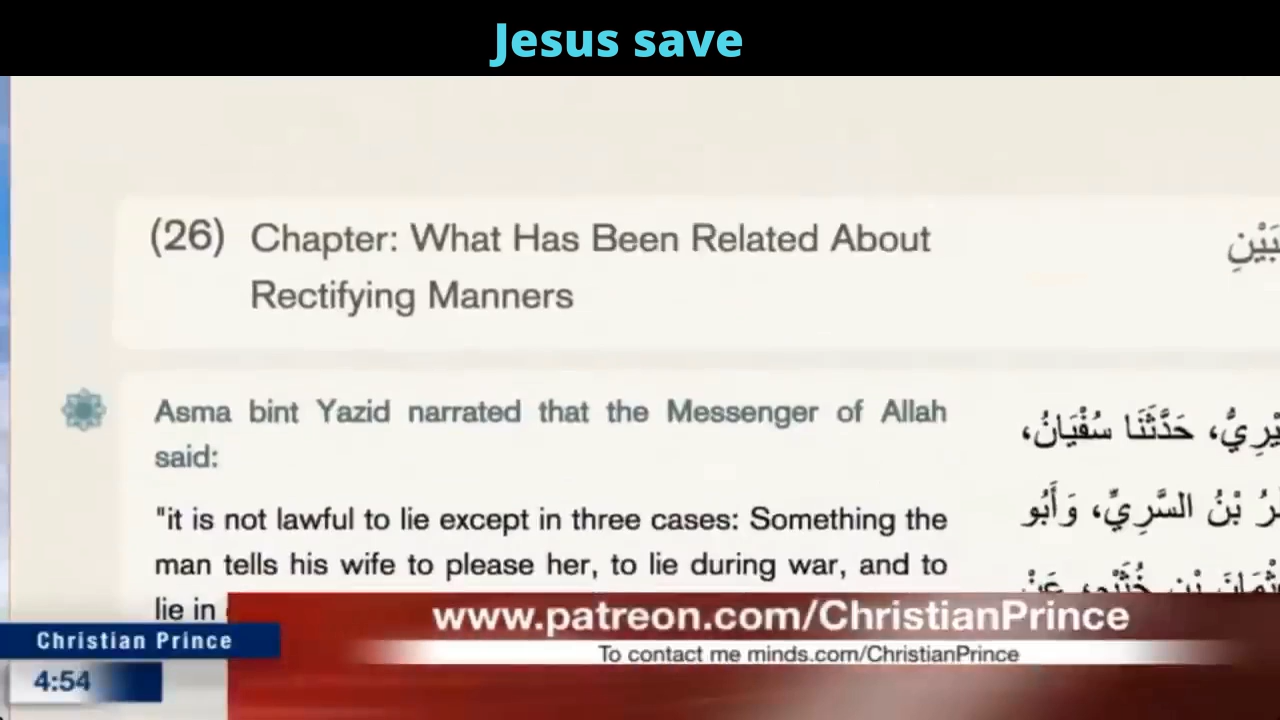 Jesus save
(26) Chapter: What Has Been Related About
Rectifying Manners
Asma bint Yazid narrated that the Messenger of Allah
said:
"it is not lawful to lie except in three cases: Something the
man tells his wife to please her, to lie during war, and to
lie in
حَدَّثَنَا سُفْيَانُ،
بْنُ السَّرِيِّ، وَأَبُو
بْنِ خُثَيْمٍ، عَنْ
www.patreon.com/ChristianPrince
To contact me minds.com/ChristianPrince
Christian Prince
4:54